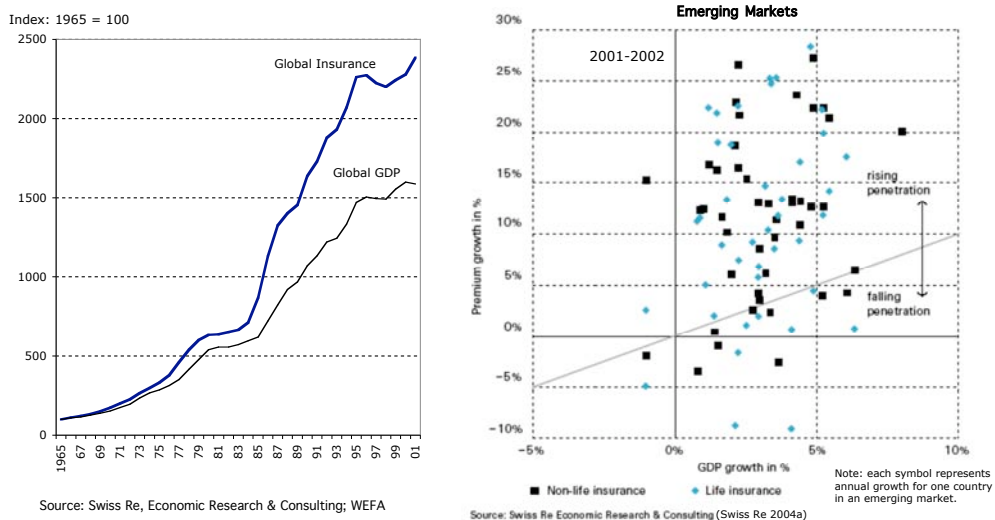 Index: 1965 = 100
2500
2000
1500
1000
500
0
Global Insurance
Global GDP
1965
67
69
71
73
75
77
79
81
83
85
87
89
91
93
95
97
99
01
Source: Swiss Re, Economic Research & Consulting; WEFA
Emerging Markets
30%
20%
15%
10%
5%
0%
−5%
−10%
Premium growth in %
2001-2002
rising
penetration
falling
penetration
−5%
0%
5%
10%
GDP growth in %
Non-life insurance
Life insurance
Note: each symbol represents
annual growth for one country
in an emerging market.
Source: Swiss Re Economic Research & Consulting (Swiss Re 2004a)